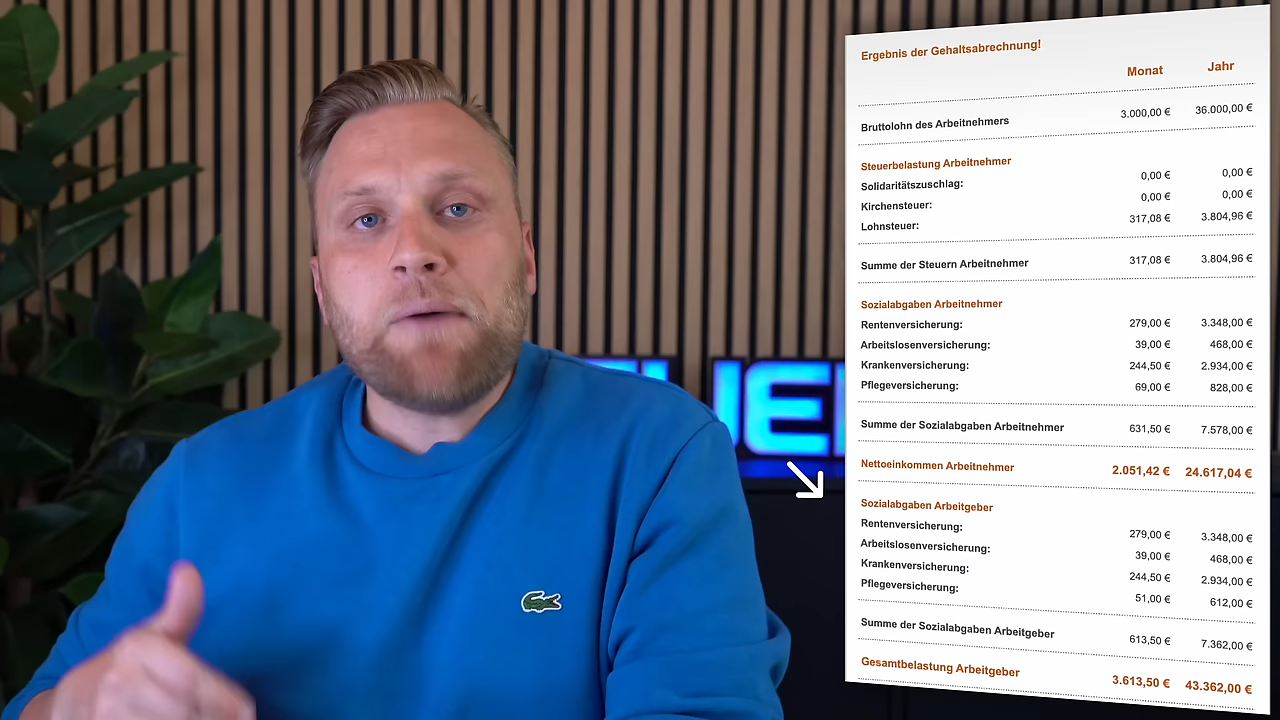 Ergebnis der Gehaltsabrechnung!
Monat Jahr
Bruttolohn des Arbeitnehmers 3.000,00 € 36.000,00 €
Steuerbelastung Arbeitnehmer
Solidaritätszuschlag: 0,00 € 0,00 €
Kirchensteuer: 0,00 € 0,00 €
Lohnsteuer: 317,08 € 3.804,96 €
Summe der Steuern Arbeitnehmer 317,08 € 3.804,96 €
Sozialabgaben Arbeitnehmer
Rentenversicherung: 279,00 € 3.348,00 €
Arbeitslosenversicherung: 39,00 € 468,00 €
Krankenversicherung: 244,50 € 2.934,00 €
Pflegeversicherung: 69,00 € 828,00 €
Summe der Sozialabgaben Arbeitnehmer 631,50 € 7.578,00 €
Nettoeinkommen Arbeitnehmer 2.051,42 € 24.617,04 €
Sozialabgaben Arbeitgeber
Rentenversicherung: 279,00 € 3.348,00 €
Arbeitslosenversicherung: 39,00 € 468,00 €
Krankenversicherung: 244,50 € 2.934,00 €
Pflegeversicherung: 51,00 € 612,00 €
Summe der Sozialabgaben Arbeitgeber 613,50 € 7.362,00 €
Gesamtbelastung Arbeitgeber 3.613,50 € 43.362,00 €